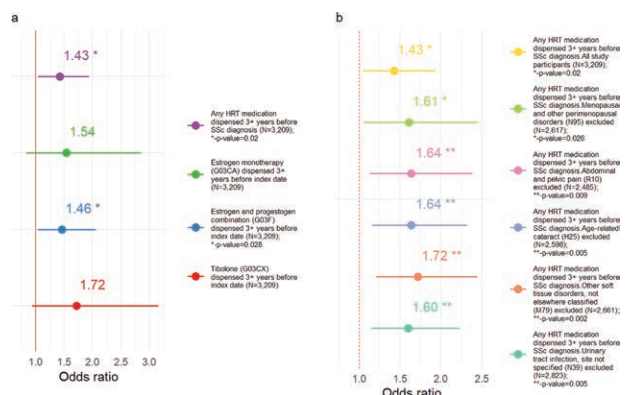 a
1.43 *
1.54
1.46 *
1.72
1.0 1.5 2.0 2.5 3.0
Odds ratio
Any HRT medication
dispensed 3+ years before
SSc diagnosis (N=3,209);
*-p-value=0.02
Estrogen monotherapy
(G03CA) dispensed 3+
years before index date
(N=3,209)
Estrogen and progestogen
combination (G03F)
dispensed 3+ years before
index date (N=3,209);
*-p-value=0.028
Tibolone (G03CX)
dispensed 3+ years before
index date (N=3,209)
b
1.43 *
1.61 *
1.64 **
1.64 **
1.72 **
1.60 **
1.0 1.5 2.0 2.5
Odds ratio
Any HRT medication
dispensed 3+ years before
SSc diagnosis.All study
participants (N=3,209);
*-p-value=0.02
Any HRT medication
dispensed 3+ years before
SSc diagnosis.Menopausal
and other perimenopausal
disorders (N95) excluded
(N=2,617);
*-p-value=0.026
Any HRT medication
dispensed 3+ years before
SSc diagnosis.Abdominal
and pelvic pain (R10)
excluded (N=2,485);
**-p-value=0.009
Any HRT medication
dispensed 3+ years before
SSc diagnosis.Age-related
cataract (H25) excluded
(N=2,598);
**-p-value=0.005
Any HRT medication
dispensed 3+ years before
SSc diagnosis.Other soft
tissue disorders, not
elsewhere classified
(M79) excluded (N=2,661);
**-p-value=0.002
Any HRT medication
dispensed 3+ years before
SSc diagnosis.Urinary
tract infection, site not
specified (N39) excluded
(N=2,823);
**-p-value=0.005